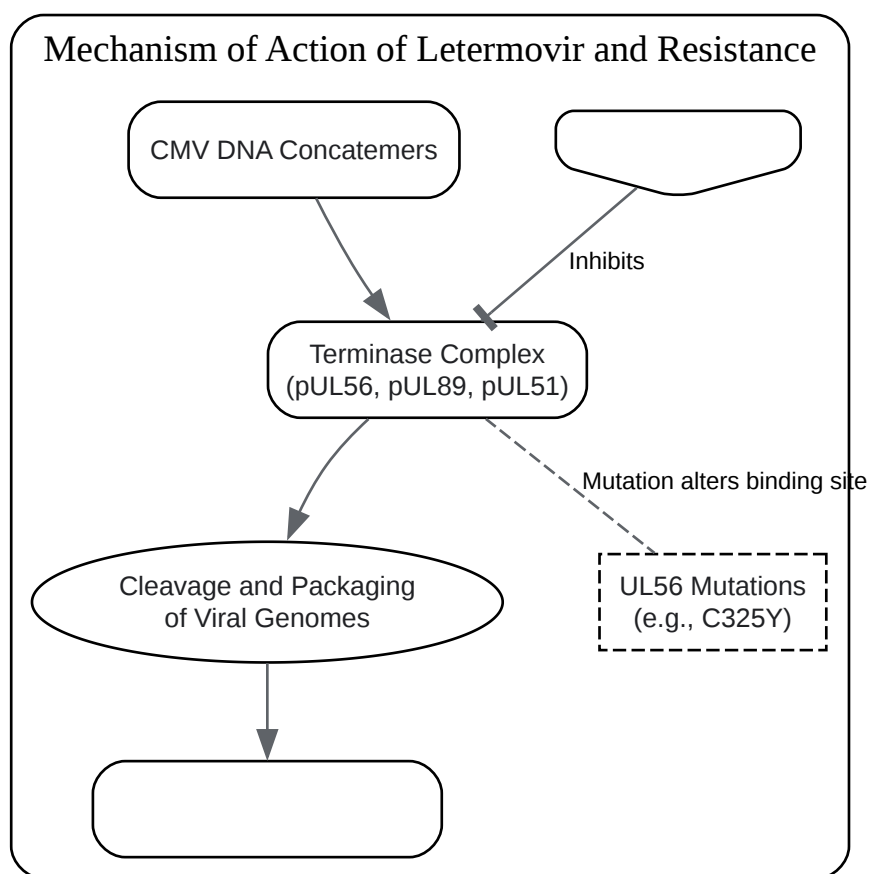 Mechanism of Action of Letermovir and Resistance
CMV DNA Concatemers
Inhibits
Terminase Complex
(pUL56, pUL89, pUL51)
Mutation alters binding site
Cleavage and Packaging
of Viral Genomes
UL56 Mutations
(e.g., C325Y)